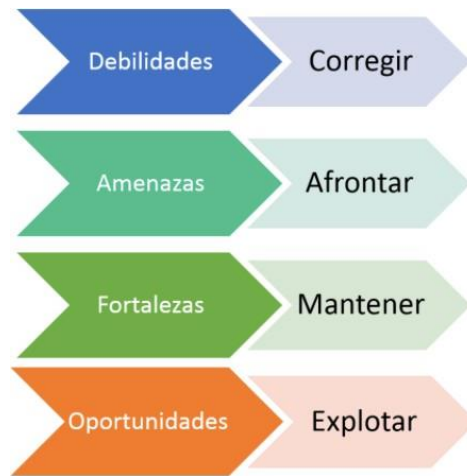 Debilidades Corregir
Amenazas Afrontar
Fortalezas Mantener
Oportunidades Explotar